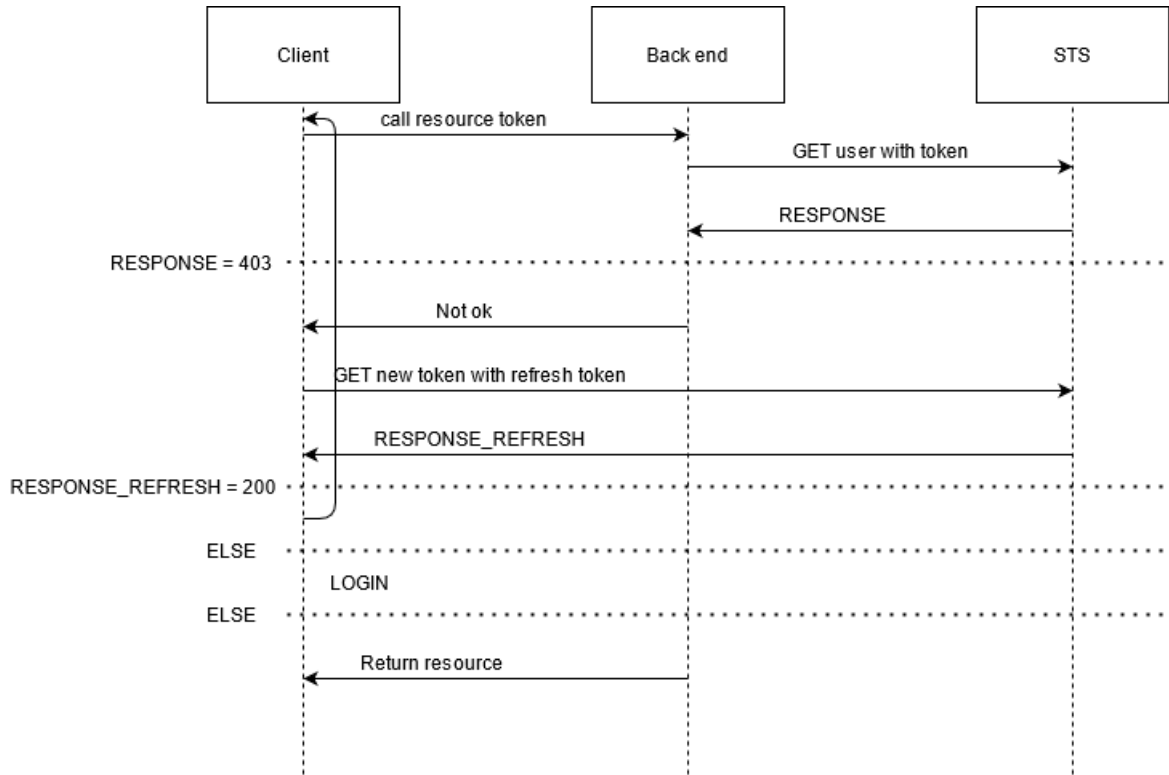 Client
Back end
STS
call resource token
GET user with token
RESPONSE
RESPONSE = 403
Not ok
GET new token with refresh token
RESPONSE_REFRESH
RESPONSE_REFRESH = 200
ELSE
LOGIN
ELSE
Return resource